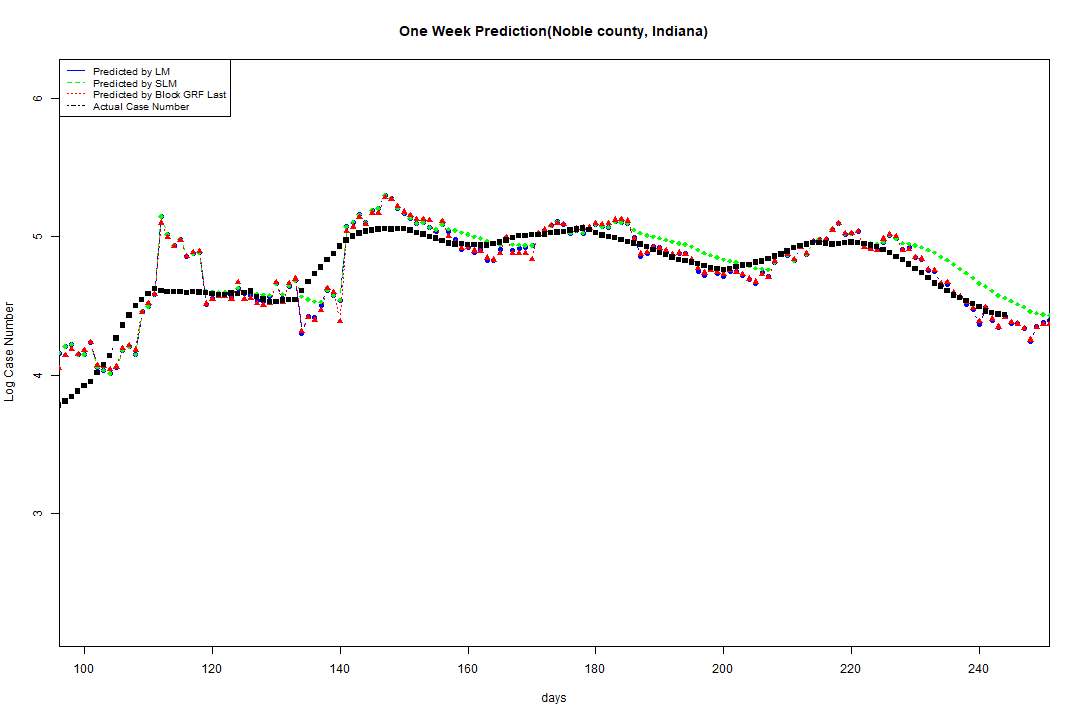 One Week Prediction(Noble county, Indiana)
Predicted by LM
Predicted by SLM
Predicted by Block GRF Last
Actual Case Number
6
5
4
3
Log Case Number
100 120 140 160 180 200 220 240
days